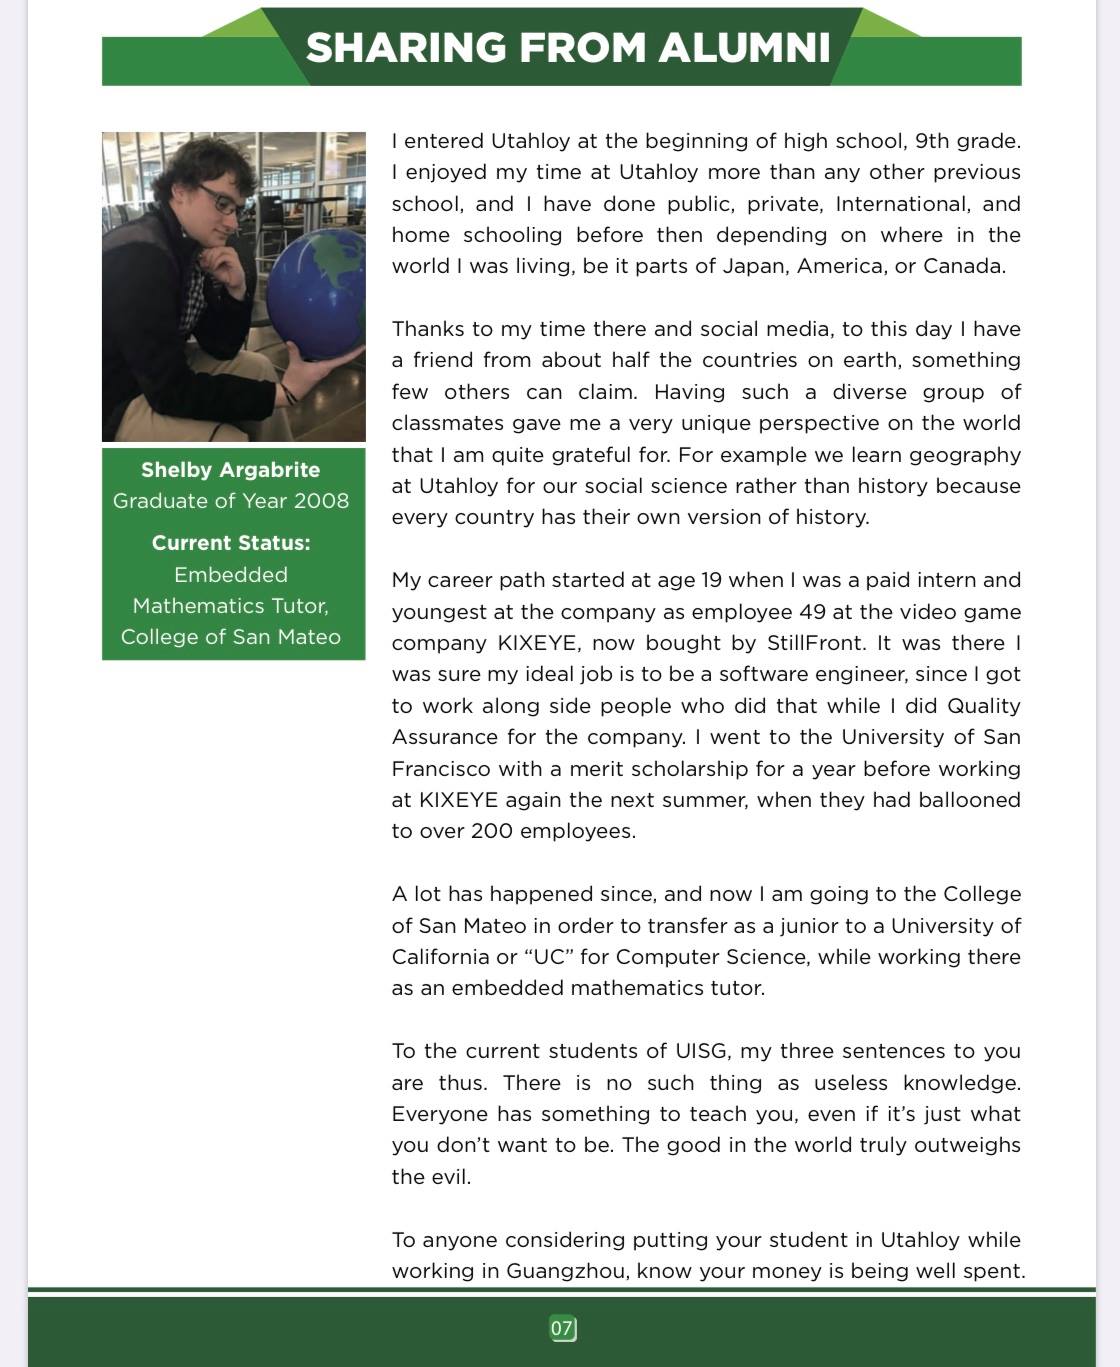 SHARING FROM ALUMNI
Shelby Argabrite
Graduate of Year 2008
Current Status:
Embedded
Mathematics Tutor,
College of San Mateo
I entered Utahloy at the beginning of high school, 9th grade.
I enjoyed my time at Utahloy more than any other previous
school, and I have done public, private, International, and
home schooling before then depending on where in the
world I was living, be it parts of Japan, America, or Canada.
Thanks to my time there and social media, to this day I have
a friend from about half the countries on earth, something
few others can claim. Having such a diverse group of
classmates gave me a very unique perspective on the world
that I am quite grateful for. For example we learn geography
at Utahloy for our social science rather than history because
every country has their own version of history.
My career path started at age 19 when I was a paid intern and
youngest at the company as employee 49 at the video game
company KIXEYE, now bought by StillFront. It was there I
was sure my ideal job is to be a software engineer, since I got
to work along side people who did that while I did Quality
Assurance for the company. I went to the University of San
Francisco with a merit scholarship for a year before working
at KIXEYE again the next summer, when they had ballooned
to over 200 employees.
A lot has happened since, and now I am going to the College
of San Mateo in order to transfer as a junior to a University of
California or “UC” for Computer Science, while working there
as an embedded mathematics tutor.
To the current students of UISG, my three sentences to you
are thus. There is no such thing as useless knowledge.
Everyone has something to teach you, even if it’s just what
you don’t want to be. The good in the world truly outweighs
the evil.
To anyone considering putting your student in Utahloy while
working in Guangzhou, know your money is being well spent.
07